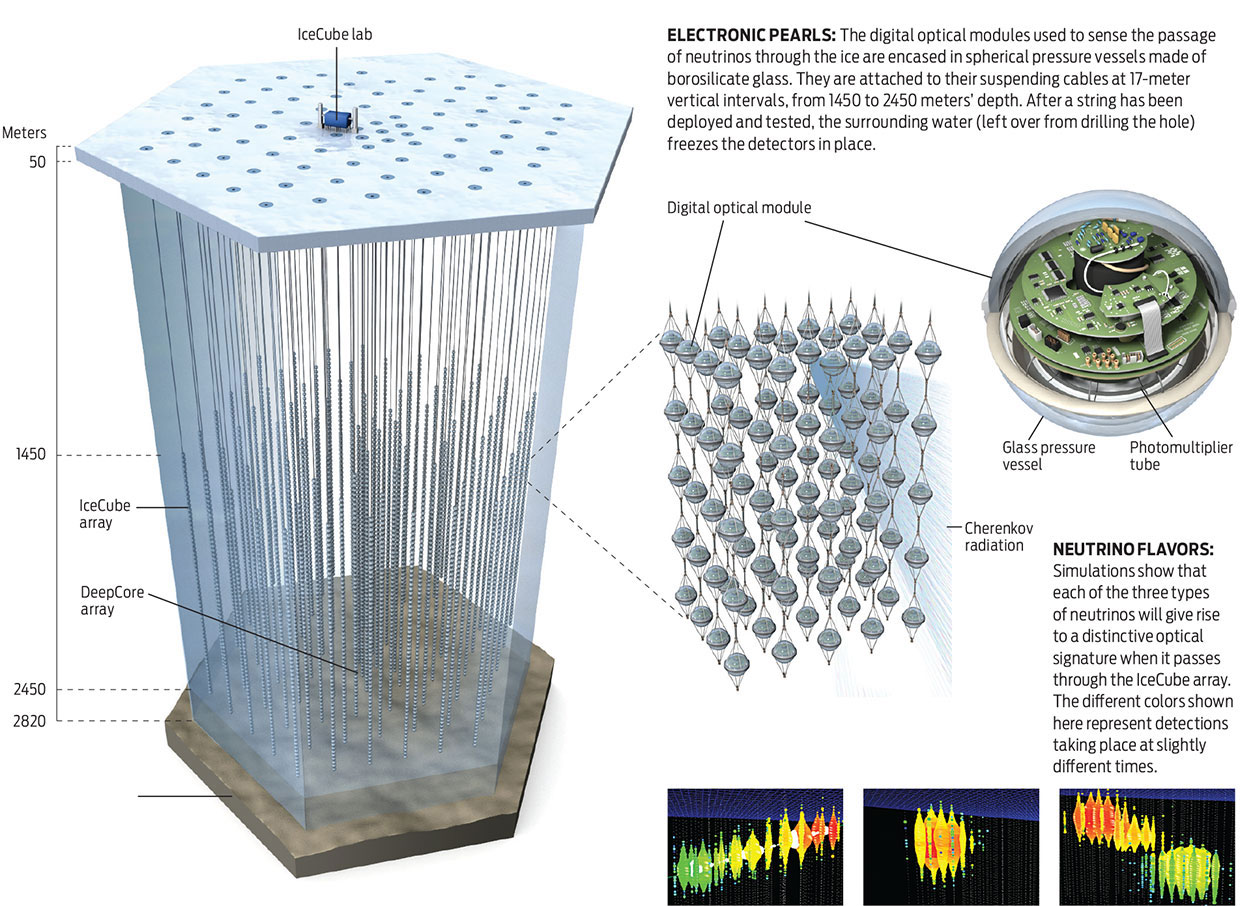 IceCube lab
Meters
50
1450
IceCube
array
DeepCore
array
2450
2820
ELECTRONIC PEARLS: The digital optical modules used to sense the passage
of neutrinos through the ice are encased in spherical pressure vessels made of
borosilicate glass. They are attached to their suspending cables at 17-meter
vertical intervals, from 1450 to 2450 meters’ depth. After a string has been
deployed and tested, the surrounding water (left over from drilling the hole)
freezes the detectors in place.
Digital optical module
Glass pressure
vessel
Photomultiplier
tube
Cherenkov
radiation
NEUTRINO FLAVORS:
Simulations show that
each of the three types
of neutrinos will give rise
to a distinctive optical
signature when it passes
through the IceCube array.
The different colors shown
here represent detections
taking place at slightly
different times.